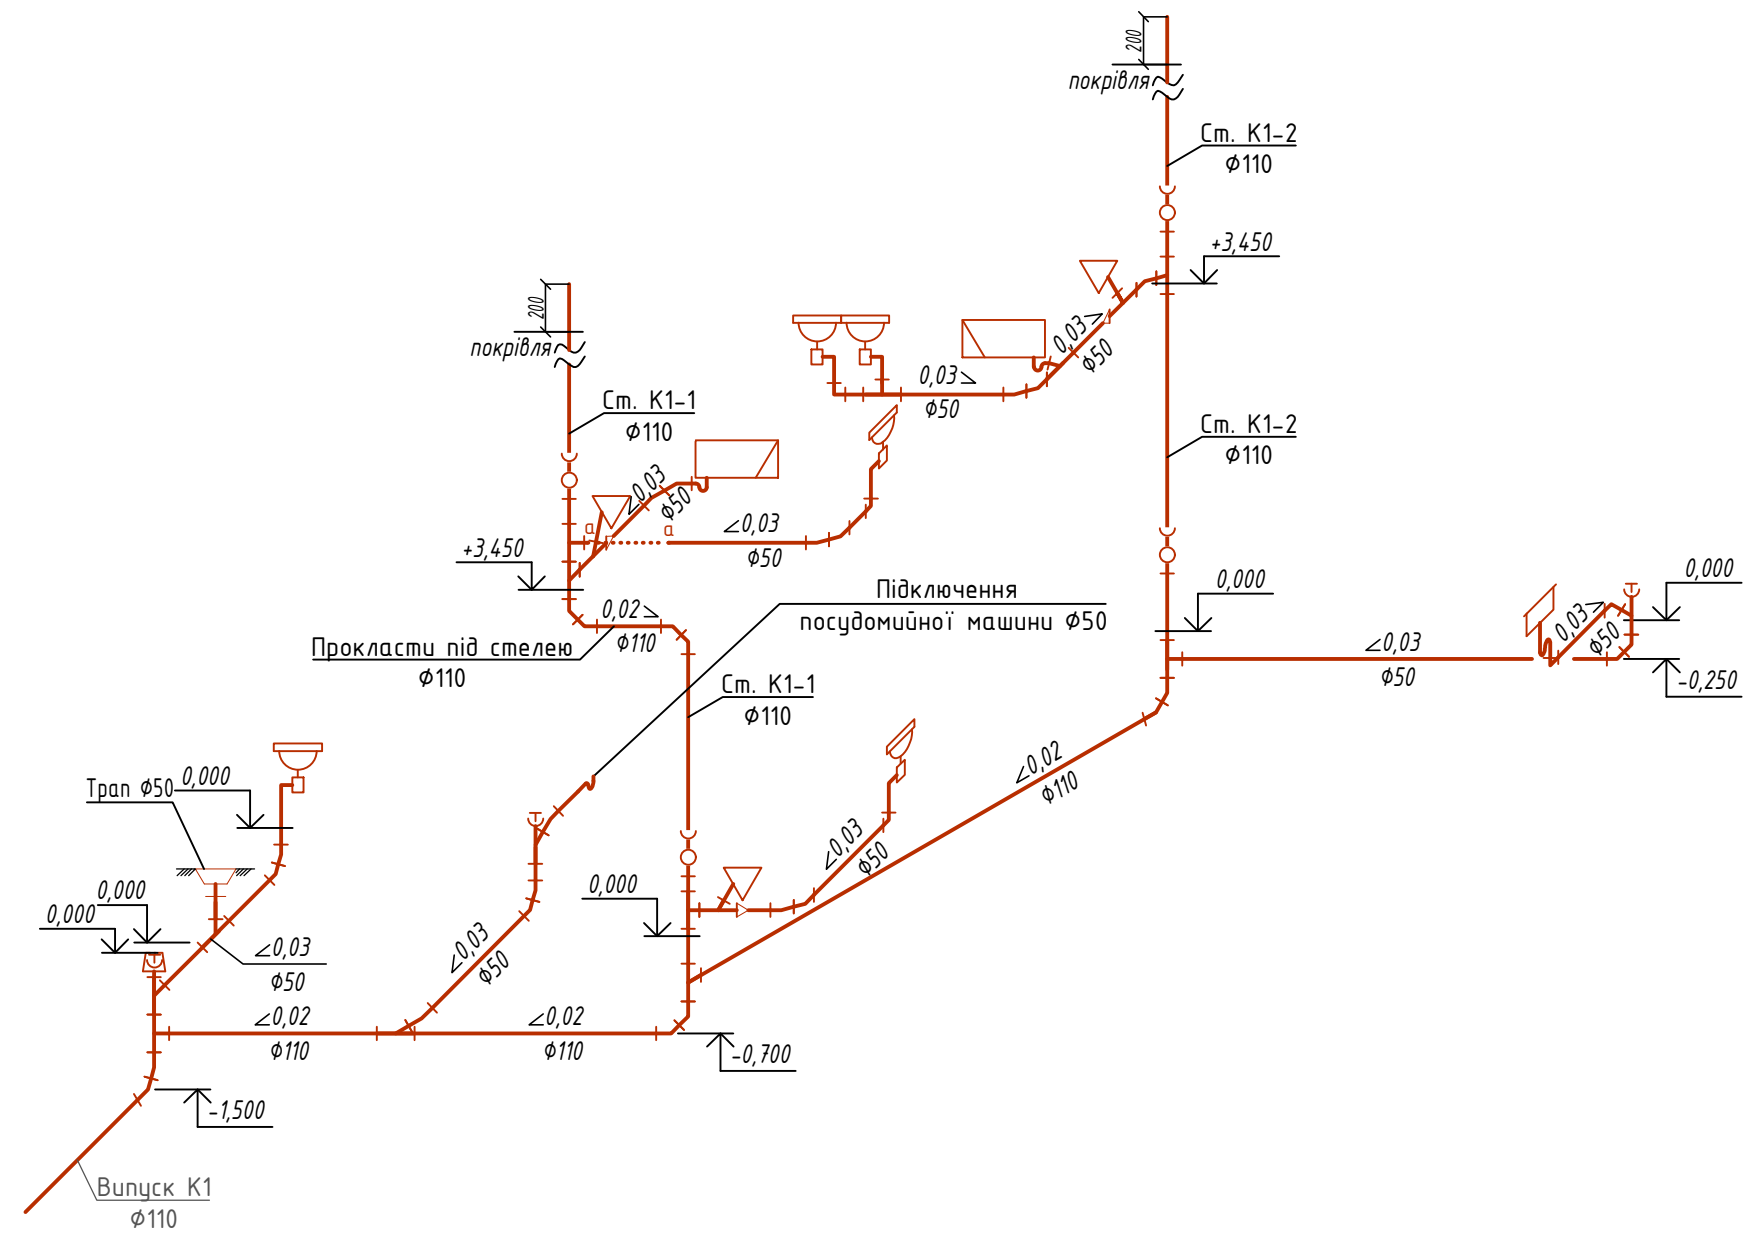 200
покрівля
Ст. К1-2
Ф110
+3,450
200
покрівля
0,03
Ф50
0,03
Ф50
Ст. К1-1
Ф110
Ст. К1-2
Ф110
∠0,03
Ф50
а
а
∠0,03
Ф50
+3,450
0,02
Ф110
Прокласти під стелею
Ф110
Підключення
посудомийної машини Ф50
0,000
0,000
0,03
Ф50
∠0,03
Ф50
-0,250
Ст. К1-1
Ф110
∠0,02
Ф110
Трап Ф50
0,000
0,000
0,000
∠0,03
Ф50
0,000
∠0,03
Ф50
∠0,03
Ф50
∠0,02
Ф110
∠0,02
Ф110
-0,700
-1,500
Випуск К1
Ф110